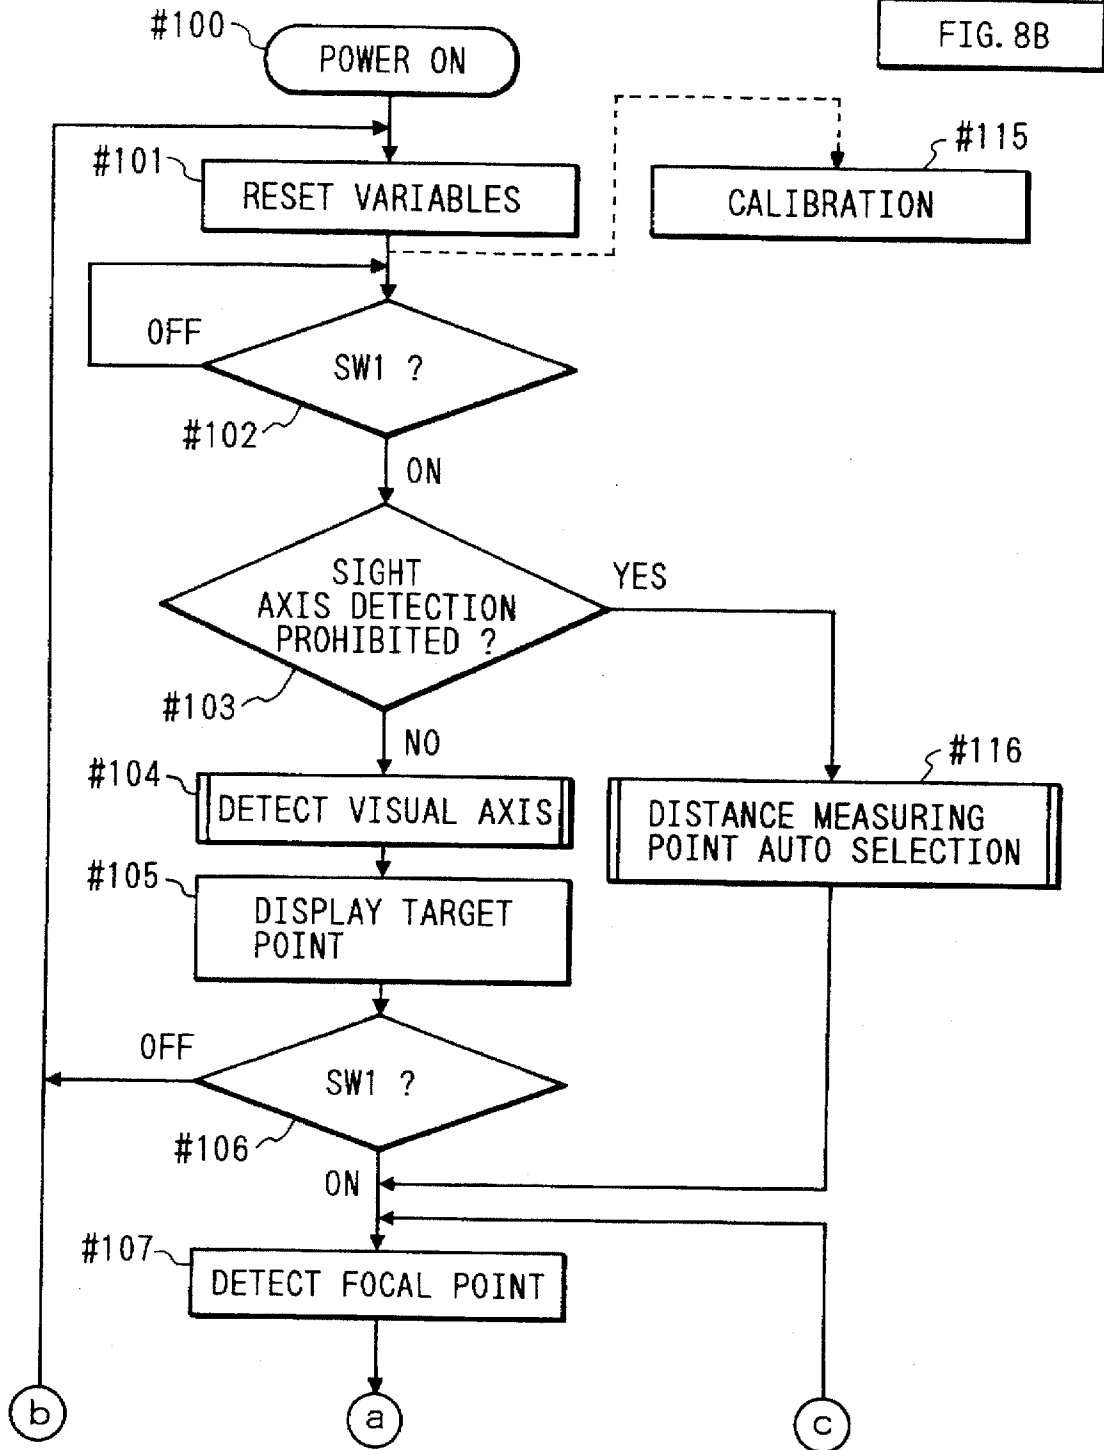 FIG. 8B
#100
POWER ON
#101
RESET VARIABLES
#115
CALIBRATION
OFF
SW1 ?
#102
ON
SIGHT
AXIS DETECTION
PROHIBITED ?
YES
#103
NO
#104
DETECT VISUAL AXIS
#116
DISTANCE MEASURING
POINT AUTO SELECTION
#105
DISPLAY TARGET
POINT
OFF
SW1 ?
#106
ON
#107
DETECT FOCAL POINT
b
a
c